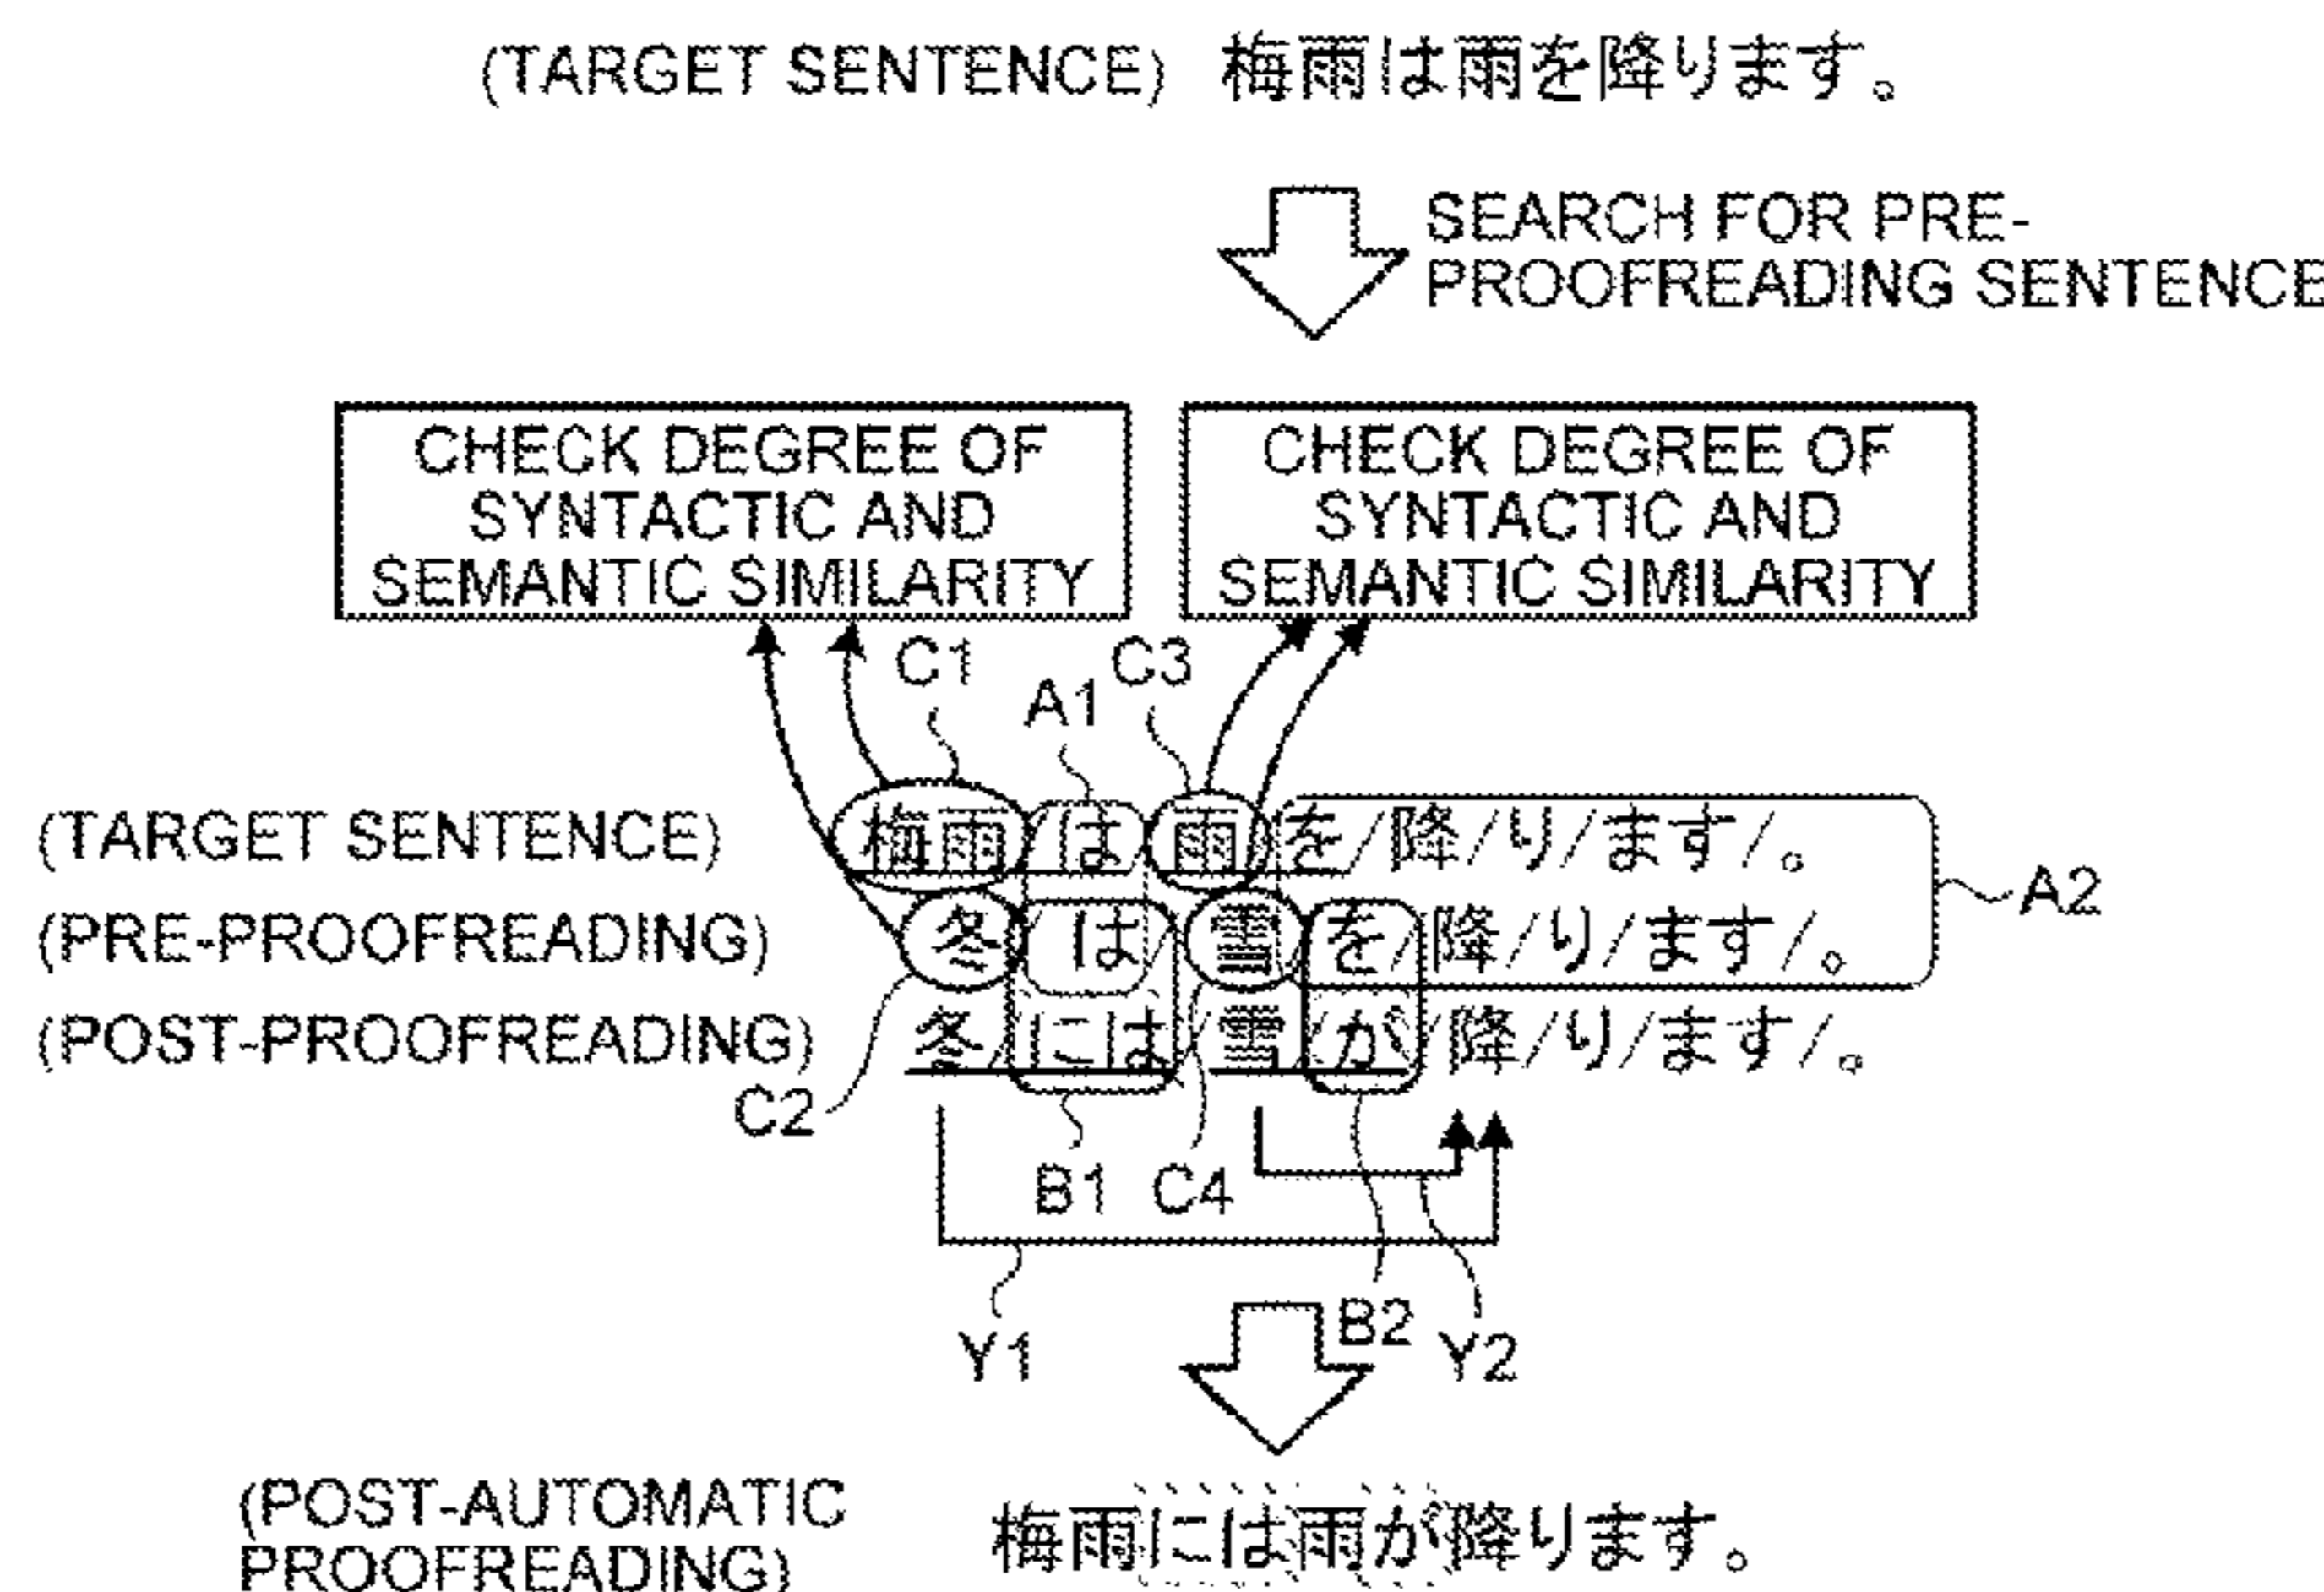 (TARGET SENTENCE) 梅雨は雨を降ります。
SEARCH FOR PRE-
PROOFREADING SENTENCE
CHECK DEGREE OF
SYNTACTIC AND
SEMANTIC SIMILARITY
CHECK DEGREE OF
SYNTACTIC AND
SEMANTIC SIMILARITY
C1
A1
C3
(TARGET SENTENCE) 梅雨/は/雨/を/降/り/ます/。
A2
(PRE-PROOFREADING) 冬/は/雪/を/降/り/ます/。
(POST-PROOFREADING) 冬/には/雪/が/降/り/ます/。
C2
B1
C4
B2
Y1
Y2
(POST-AUTOMATIC
PROOFREADING)
梅雨には雨が降ります。